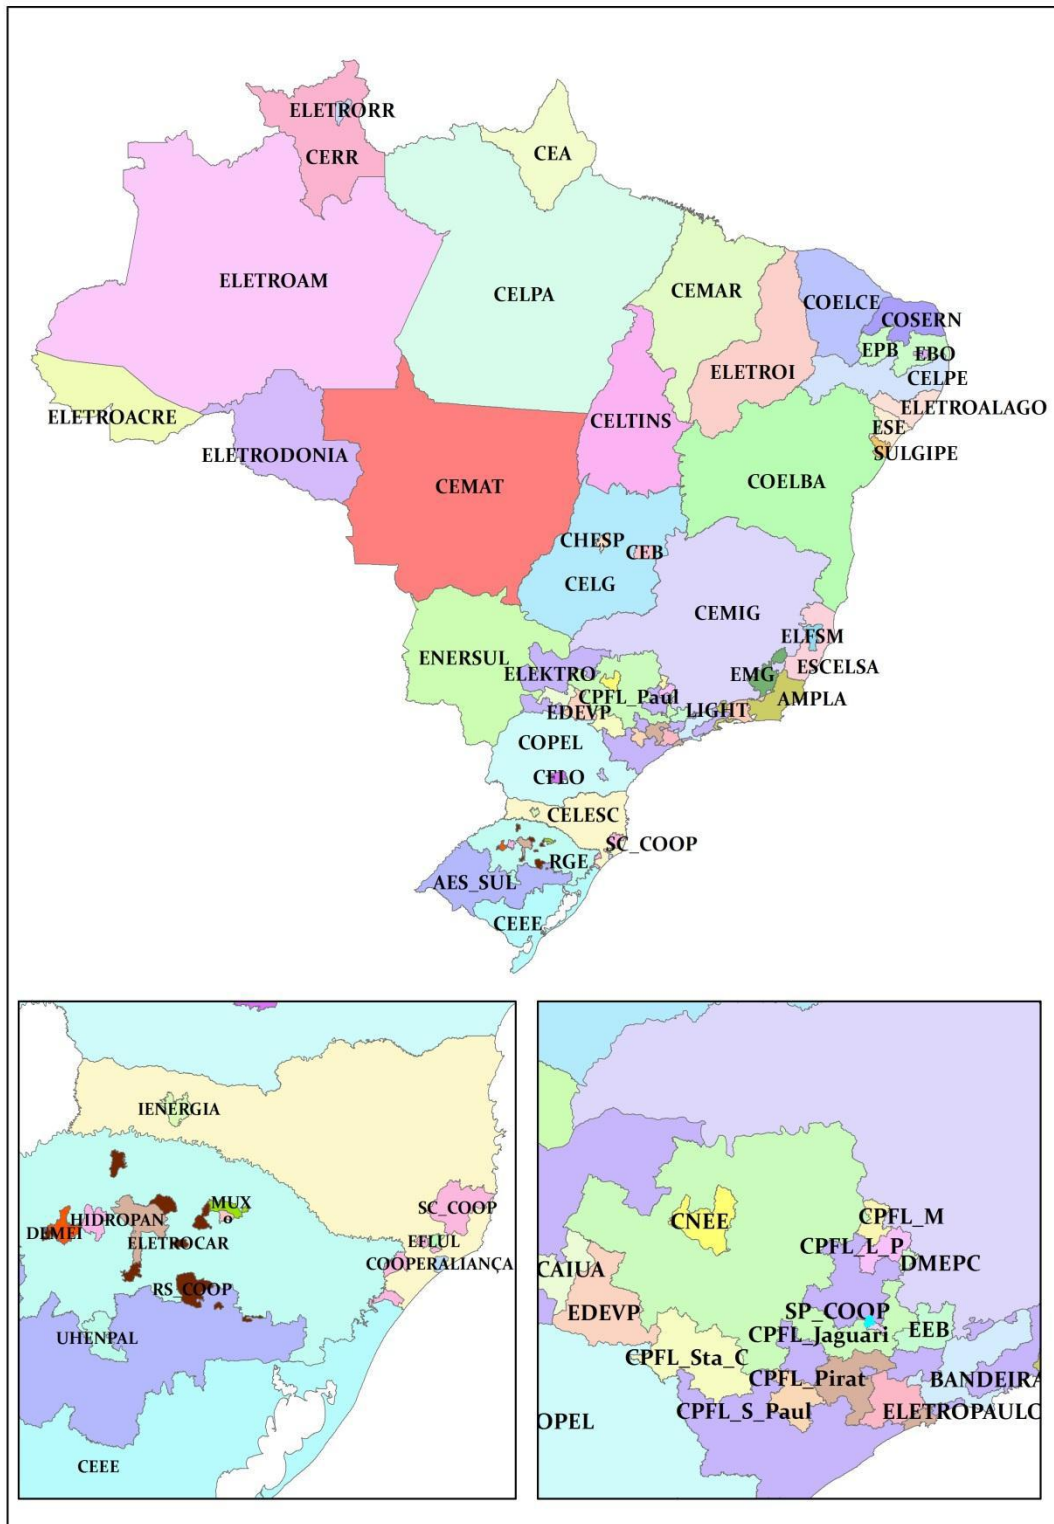 ELETRORR
CERR
CEA
ELETROAM
CELPA
CEMAR
COELCE
COSERN
EPB
EBO
ELETROI
CELPE
ELETROACRE
CELTINS
ELETROALAGO
ESE
ELETRODONIA
SULGIPE
CEMAT
COELBA
CHESP
CEB
CELG
CEMIG
ELFSM
ENERSUL
ELEKTRO
EMG
ESCELSA
CPFL_Paul
AMPLA
EDEVP
LIGHT
COPEL
CFLO
CELESC
SC_COOP
RGE
AES_SUL
CEEE
IENERGIA
MUX
o
SC_COOP
HIDROPAN
DEMEI
ELETROCAR
EFLUL
COOPERALIANÇA
RS_COOP
UHENPAL
CEEE
CNEE
CPFL_M
CPFL_L_P
DMEPC
CAIUA
EDEVP
SP_COOP
EEB
CPFL_Jaguari
CPFL_Sta_C
CPFL_Pirat
BANDEIRA
CPFL_S_Paul
ELETROPAULO
OPEL